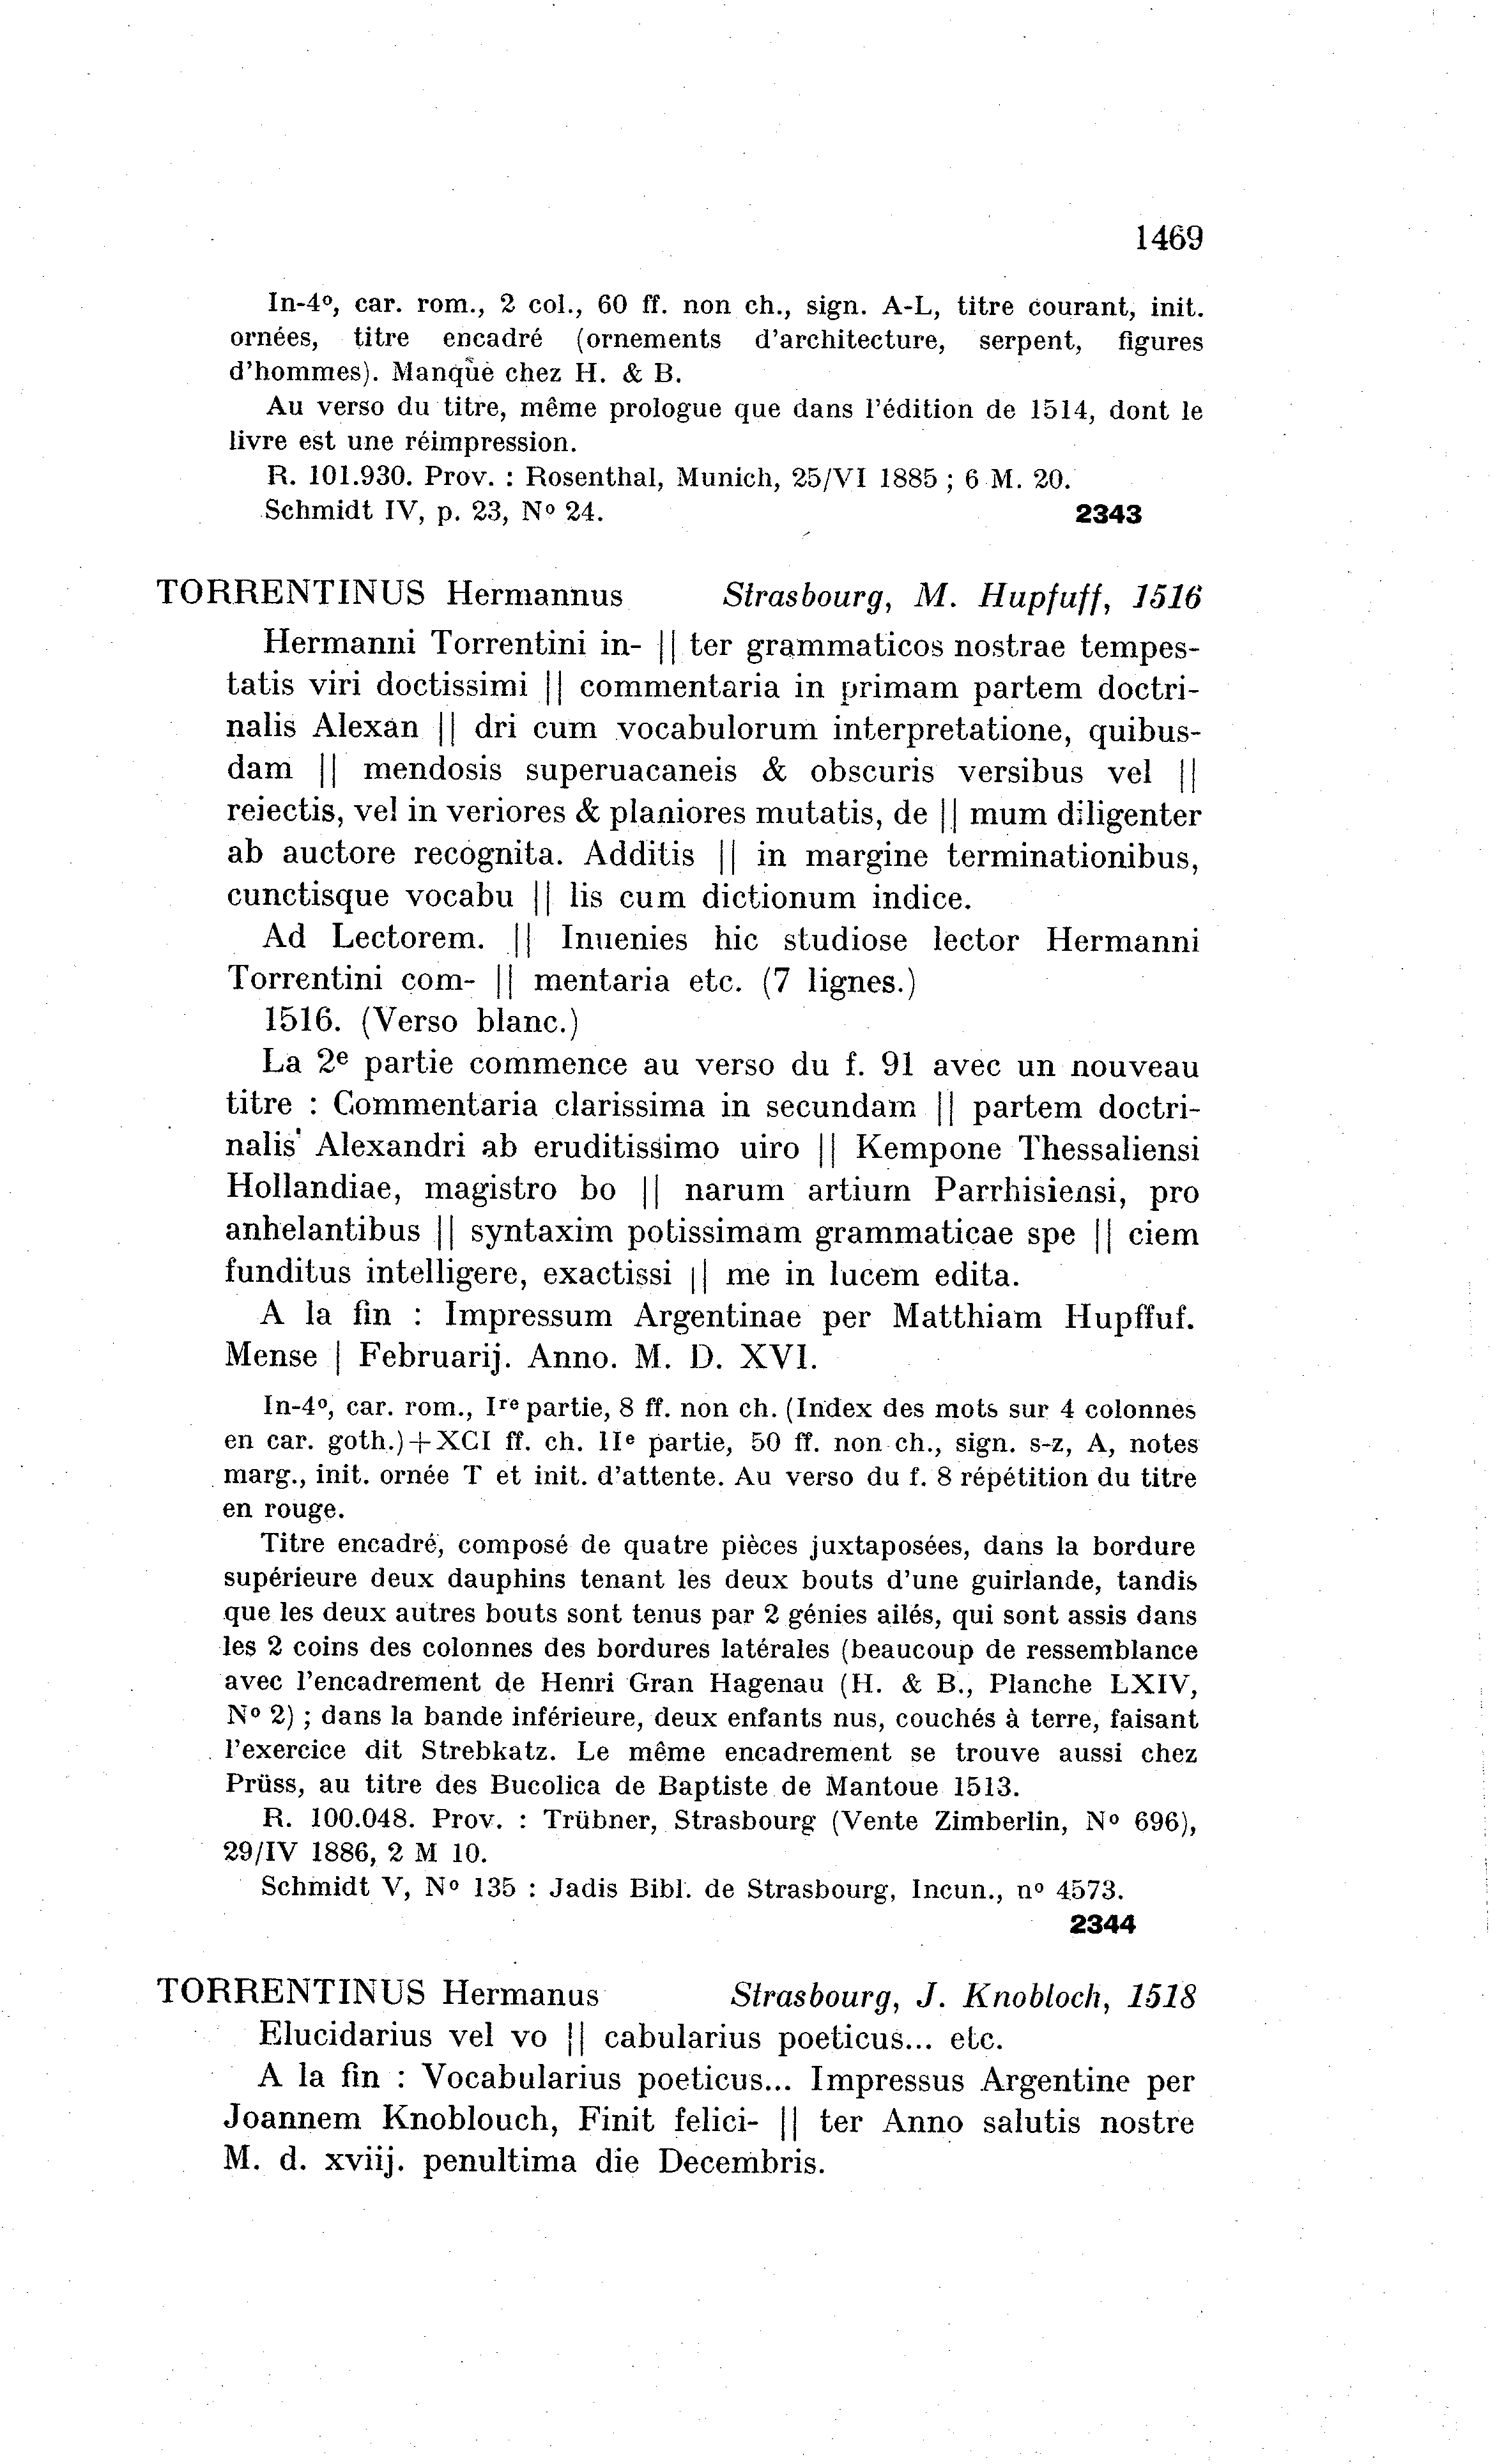 1469
In-4º, car. rom., 2 col., 60 ff. non ch., sign. A-L, titre courant, init.
ornées, titre encadré (ornements d'architecture, serpent, figures
d'hommes). Manque chez H. & B.
Au verso du titre, même prologue que dans l'édition de 1514, dont le
livre est une réimpression.
R. 101.930. Prov. : Rosenthal, Munich, 25/VI 1885 ; 6 M. 20.
Schmidt IV, p. 23, Nº 24. 2343
TORRENTINUS Hermannus Strasbourg, M. Hupfuff, 1516
Hermanni Torrentini in- || ter grammaticos nostrae tempes-
tatis viri doctissimi || commentaria in primam partem doctri-
nalis Alexan || dri cum vocabulorum interpretatione, quibus-
dam || mendosis superuacaneis & obscuris versibus vel ||
reiectis, vel in veriores & planiores mutatis, de || mum diligenter
ab auctore recognita. Additis || in margine terminationibus,
cunctisque vocabu || lis cum dictionum indice.
Ad Lectorem. || Inuenies hic studiose lector Hermanni
Torrentini com- || mentaria etc. (7 lignes.)
1516. (Verso blanc.)
La 2e partie commence au verso du f. 91 avec un nouveau
titre : Commentaria clarissima in secundam || partem doctri-
nalis Alexandri ab eruditissimo uiro || Kempone Thessaliensi
Hollandiae, magistro bo || narum artium Parrhisiensi, pro
anhelantibus || syntaxim potissimam grammaticae spe || ciem
funditus intelligere, exactissi || me in lucem edita.
A la fin : Impressum Argentinae per Matthiam Hupffuf.
Mense | Februarij. Anno. M. D. XVI.
In-4º, car. rom., Ire partie, 8 ff. non ch. (Index des mots sur 4 colonnes
en car. goth.) + XCI ff. ch. IIe partie, 50 ff. non ch., sign. s-z, A, notes
marg., init. ornée T et init. d'attente. Au verso du f. 8 répétition du titre
en rouge.
Titre encadré, composé de quatre pièces juxtaposées, dans la bordure
supérieure deux dauphins tenant les deux bouts d'une guirlande, tandis
que les deux autres bouts sont tenus par 2 génies ailés, qui sont assis dans
les 2 coins des colonnes des bordures latérales (beaucoup de ressemblance
avec l'encadrement de Henri Gran Hagenau (H. & B., Planche LXIV,
Nº 2) ; dans la bande inférieure, deux enfants nus, couchés à terre, faisant
l'exercice dit Strebkatz. Le même encadrement se trouve aussi chez
Prüss, au titre des Bucolica de Baptiste de Mantoue 1513.
R. 100.048. Prov. : Trübner, Strasbourg (Vente Zimberlin, Nº 696),
29/IV 1886, 2 M 10.
Schmidt V, Nº 135 : Jadis Bibl. de Strasbourg, Incun., nº 4573.
2344
TORRENTINUS Hermanus Strasbourg, J. Knobloch, 1518
Elucidarius vel vo || cabularius poeticus... etc.
A la fin : Vocabularius poeticus... Impressus Argentine per
Joannem Knoblouch, Finit felici- || ter Anno salutis nostre
M. d. xviij. penultima die Decembris.